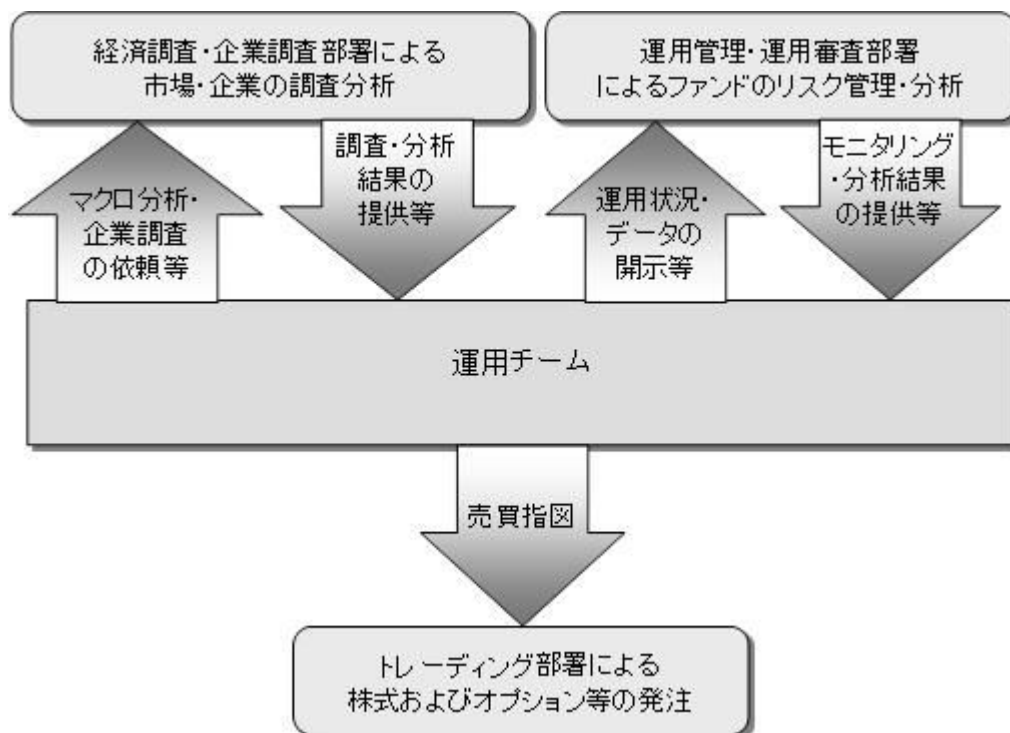 経済調査・企業調査部署による
市場・企業の調査分析
運用管理・運用審査部署
によるファンドのリスク管理・分析
マクロ分析・
企業調査
の依頼等
調査・分析
結果の
提供等
運用状況・
データの
開示等
モニタリング
・分析結果
の提供等
運用チーム
売買指図
トレーディング部署による
株式およびオプション等の発注